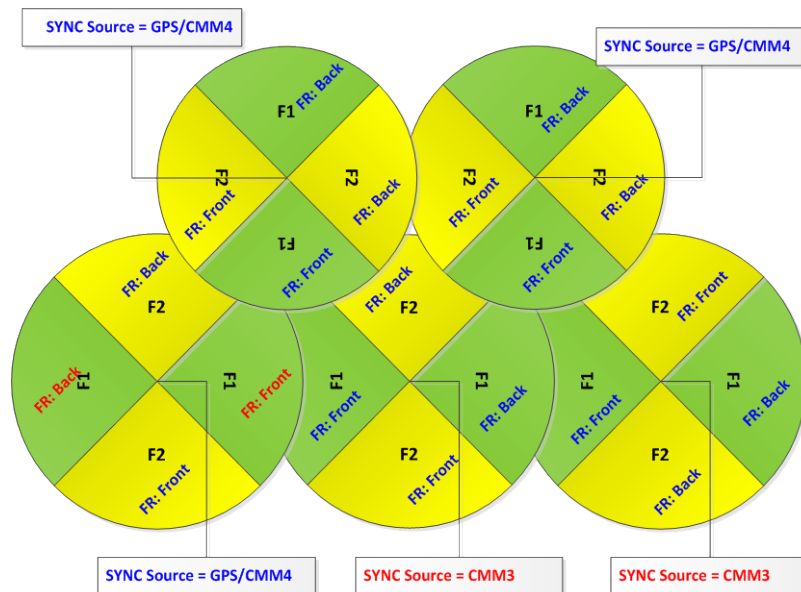 SYNC Source = GPS/CMM4
SYNC Source = GPS/CMM4
F1
FR: Back
F2
FR: Front
F2
FR: Back
F1
FR: Front
F1
FR: Back
F2
FR: Front
F2
FR: Back
F1
FR: Front
FR: Back
F2
F1
FR: Back
F1
FR: Front
F2
FR: Front
FR: Back
F2
F1
FR: Front
F1
FR: Back
F2
FR: Front
F2
FR: Front
F1
FR: Front
F1
FR: Back
F2
FR: Back
SYNC Source = GPS/CMM4
SYNC Source = CMM3
SYNC Source = CMM3